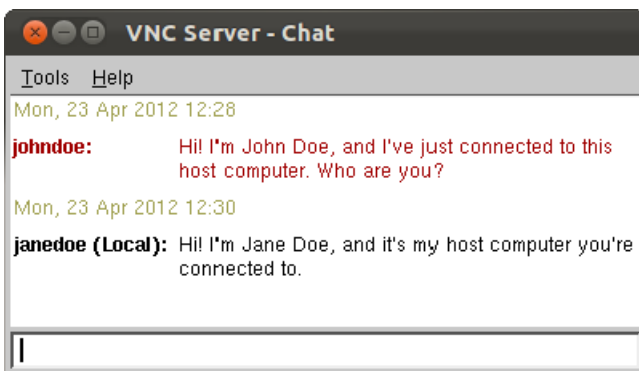 VNC Server - Chat
Tools Help
Mon, 23 Apr 2012 12:28
johndoe: Hi! I'm John Doe, and I've just connected to this
host computer. Who are you?
Mon, 23 Apr 2012 12:30
janedoe (Local): Hi! I'm Jane Doe, and it's my host computer you're
connected to.